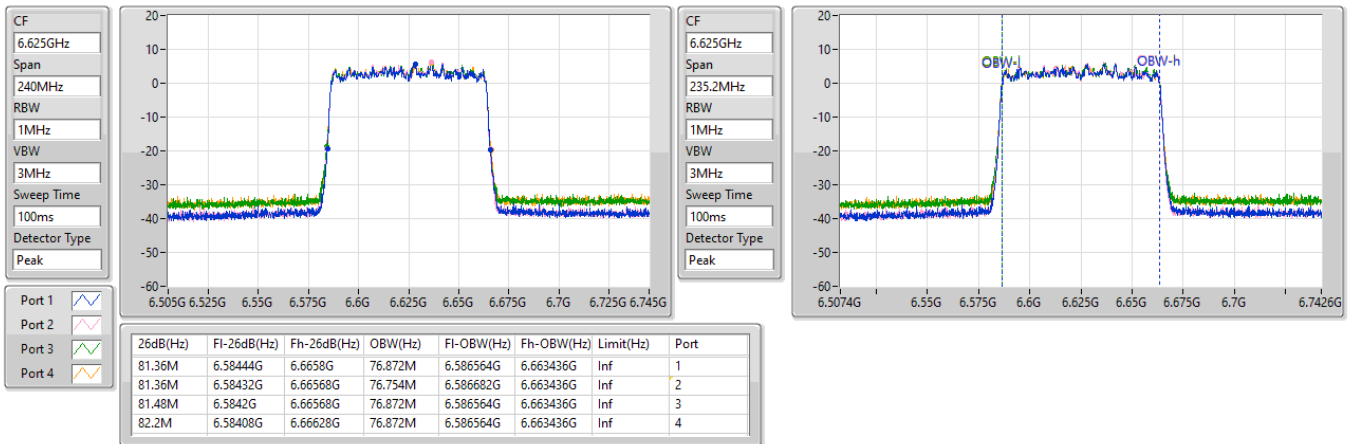 CF
6.625GHz
Span
240MHz
RBW
1MHz
VBW
3MHz
Sweep Time
100ms
Detector Type
Peak
20
10
0
-10
-20
-30
-40
-50
-60
6.505G 6.525G 6.55G 6.575G 6.6G 6.625G 6.65G 6.675G 6.7G 6.725G 6.745G
CF
6.625GHz
Span
235.2MHz
RBW
1MHz
VBW
3MHz
Sweep Time
100ms
Detector Type
Peak
20
10
0
-10
-20
-30
-40
-50
-60
OBW-l OBW-h
6.5074G 6.55G 6.575G 6.6G 6.625G 6.65G 6.675G 6.7G 6.7426G
Port 1
Port 2
Port 3
Port 4
26dB(Hz) Fl-26dB(Hz) Fh-26dB(Hz) OBW(Hz) Fl-OBW(Hz) Fh-OBW(Hz) Limit(Hz) Port
81.36M 6.58444G 6.6658G 76.872M 6.586564G 6.663436G Inf 1
81.36M 6.58432G 6.66568G 76.754M 6.586682G 6.663436G Inf 2
81.48M 6.5842G 6.66568G 76.872M 6.586564G 6.663436G Inf 3
82.2M 6.58408G 6.66628G 76.872M 6.586564G 6.663436G Inf 4